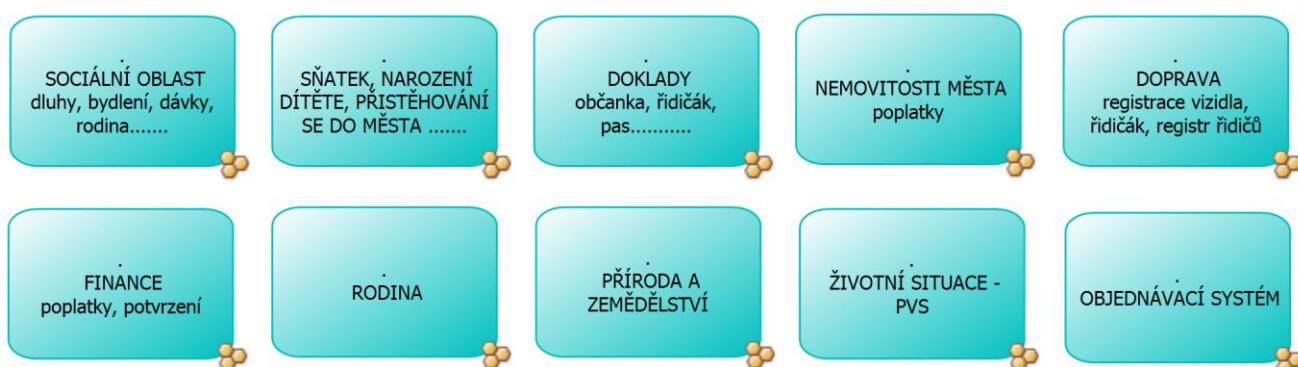 .
SOCIÁLNÍ OBLAST
dluhy, bydlení, dávky,
rodina.......
.
SŇATEK, NAROZENÍ
DÍTĚTE, PŘISTĚHOVÁNÍ
SE DO MĚSTA .......
.
DOKLADY
občanka, řidičák,
pas...........
.
NEMOVITOSTI MĚSTA
poplatky
.
DOPRAVA
registrace vizidla,
řidičák, registr řidičů
.
FINANCE
poplatky, potvrzení
.
RODINA
.
PŘÍRODA A
ZEMĚDĚLSTVÍ
.
ŽIVOTNÍ SITUACE -
PVS
.
OBJEDNÁVACÍ SYSTÉM